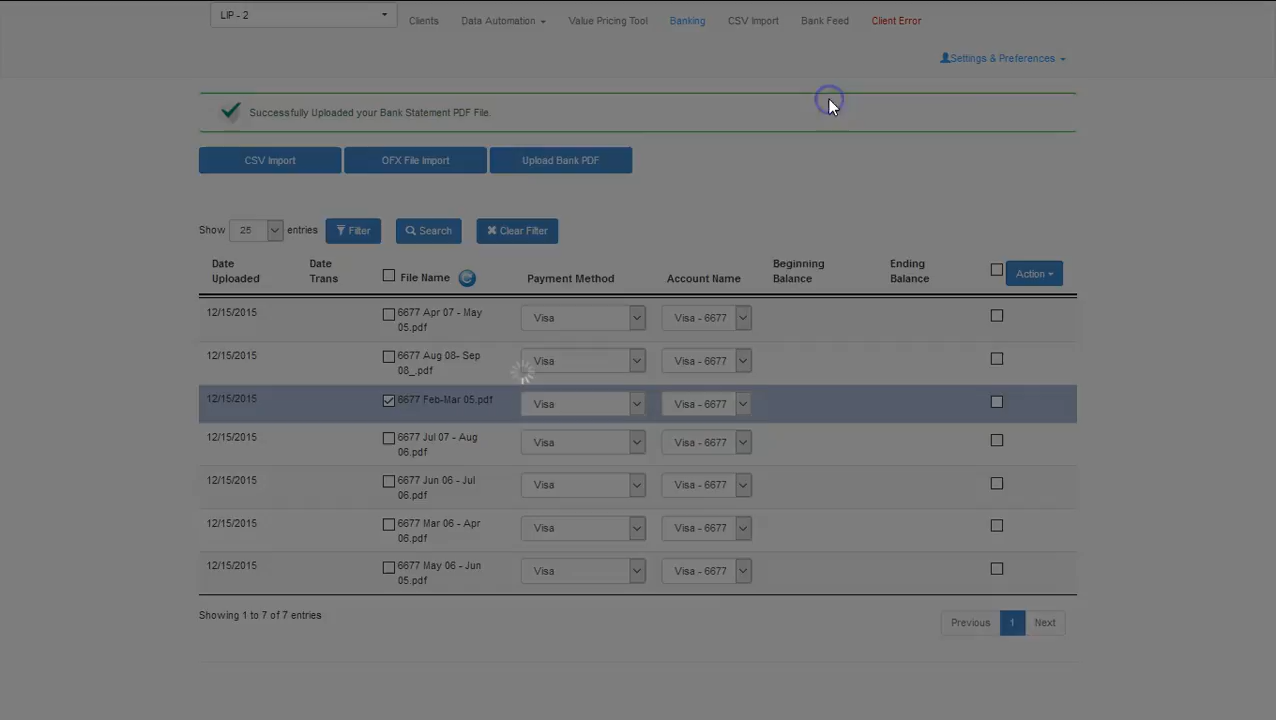 LIP - 2 Clients Data Automation Value Pricing Tool Banking CSV Import Bank Feed Client Error
Settings & Preferences
Successfully Uploaded your Bank Statement PDF File.
CSV Import OFX File Import Upload Bank PDF
Show 25 entries Filter Search Clear Filter
Date Uploaded Date Trans File Name Payment Method Account Name Beginning Balance Ending Balance Action
12/15/2015 6677 Apr 07 - May Visa Visa - 6677
05.pdf
12/15/2015 6677 Aug 08- Sep Visa Visa - 6677
08_.pdf
12/15/2015 6677 Feb-Mar 05.pdf Visa Visa - 6677
12/15/2015 6677 Jul 07 - Aug Visa Visa - 6677
06.pdf
12/15/2015 6677 Jun 06 - Jul Visa Visa - 6677
06.pdf
12/15/2015 6677 Mar 06 - Apr Visa Visa - 6677
06.pdf
12/15/2015 6677 May 06 - Jun Visa Visa - 6677
05.pdf
Showing 1 to 7 of 7 entries
Previous 1 Next